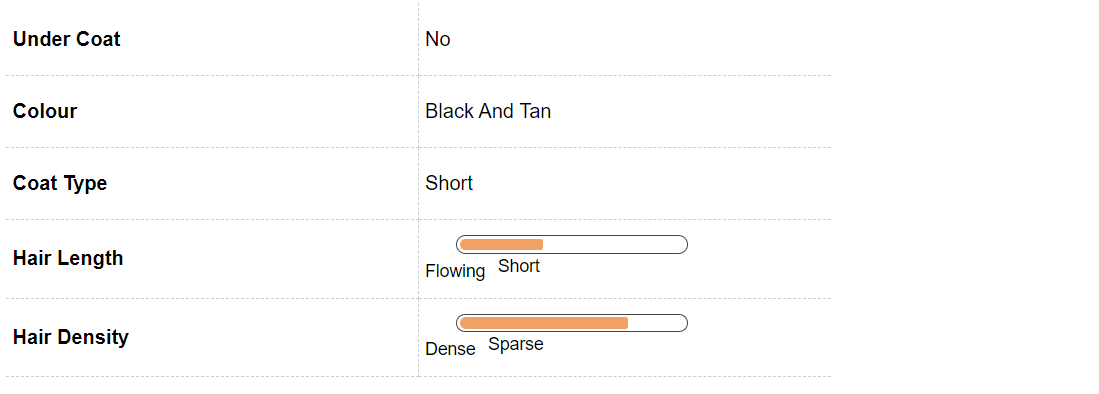 Under Coat No
Colour Black And Tan
Coat Type Short
Hair Length
Flowing Short
Hair Density
Dense Sparse